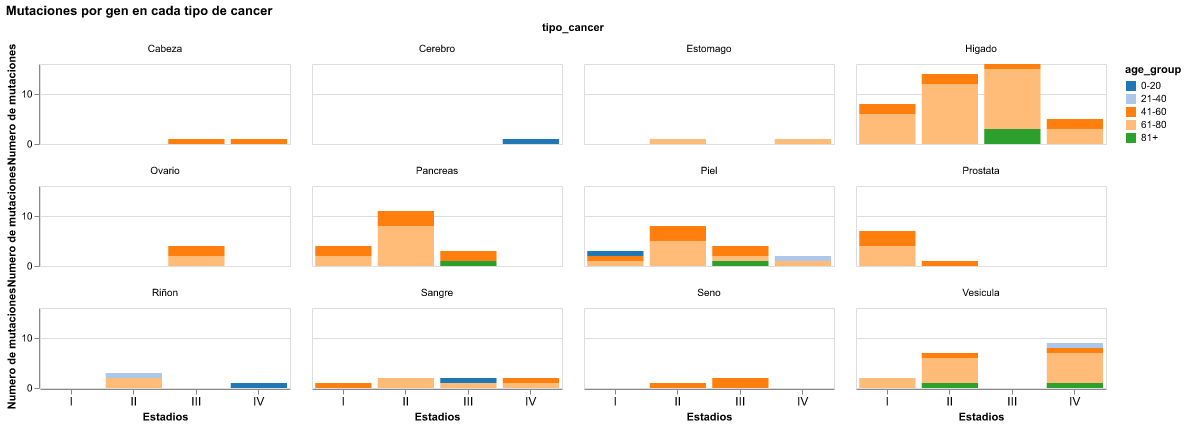 Mutaciones por gen en cada tipo de cancer
tipo_cancer
Cabeza
Cerebro
Estomago
Higado
age_group
0-20
21-40
41-60
61-80
81+
Numero de mutaciones
10
0
Ovario
Pancreas
Piel
Prostata
Numero de mutaciones
10
0
Riñon
Sangre
Seno
Vesicula
Numero de mutaciones
10
0
I II III IV
I II III IV
I II III IV
I II III IV
Estadios
Estadios
Estadios
Estadios